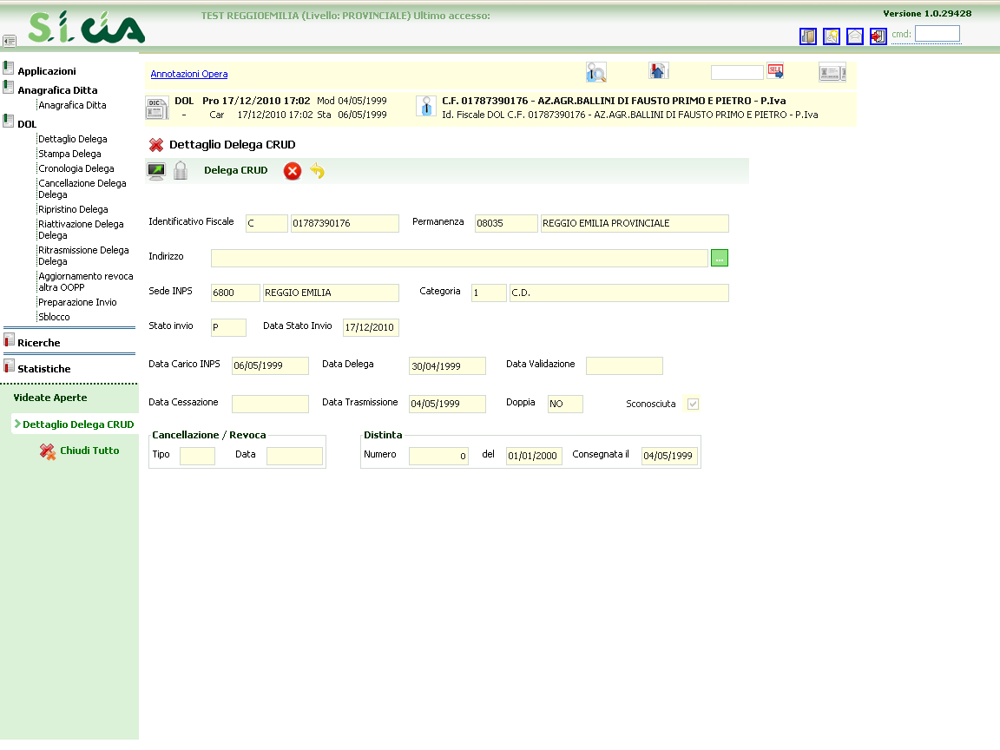 S.I. CIA
TEST REGGIOEMILIA (Livello: PROVINCIALE) Ultimo accesso:
Versione 1.0.29428
cmd:
Applicazioni
Anagrafica Ditta
Anagrafica Ditta
DOL
Dettaglio Delega
Stampa Delega
Cronologia Delega
Cancellazione Delega
Delega
Ripristino Delega
Riattivazione Delega
Delega
Ritrasmissione Delega
Delega
Aggiornamento revoca
altra OOPP
Preparazione Invio
Sblocco
Ricerche
Statistiche
Videate Aperte
Dettaglio Delega CRUD
Chiudi Tutto
Annotazioni Opera
SELE
DIC
DOL Pro 17/12/2010 17:02 Mod 04/05/1999
- Car 17/12/2010 17:02 Sta 06/05/1999
C.F. 01787390176 - AZ.AGR.BALLINI DI FAUSTO PRIMO E PIETRO - P.Iva
Id. Fiscale DOL C.F. 01787390176 - AZ.AGR.BALLINI DI FAUSTO PRIMO E PIETRO - P.Iva
Dettaglio Delega CRUD
Delega CRUD
Identificativo Fiscale C 01787390176 Permanenza 08035 REGGIO EMILIA PROVINCIALE
Indirizzo ...
Sede INPS 6800 REGGIO EMILIA Categoria 1 C.D.
Stato invio P Data Stato Invio 17/12/2010
Data Carico INPS 06/05/1999 Data Delega 30/04/1999 Data Validazione
Data Cessazione Data Trasmissione 04/05/1999 Doppia NO Sconosciuta
Cancellazione / Revoca
Tipo Data
Distinta
Numero 0 del 01/01/2000 Consegnata il 04/05/1999